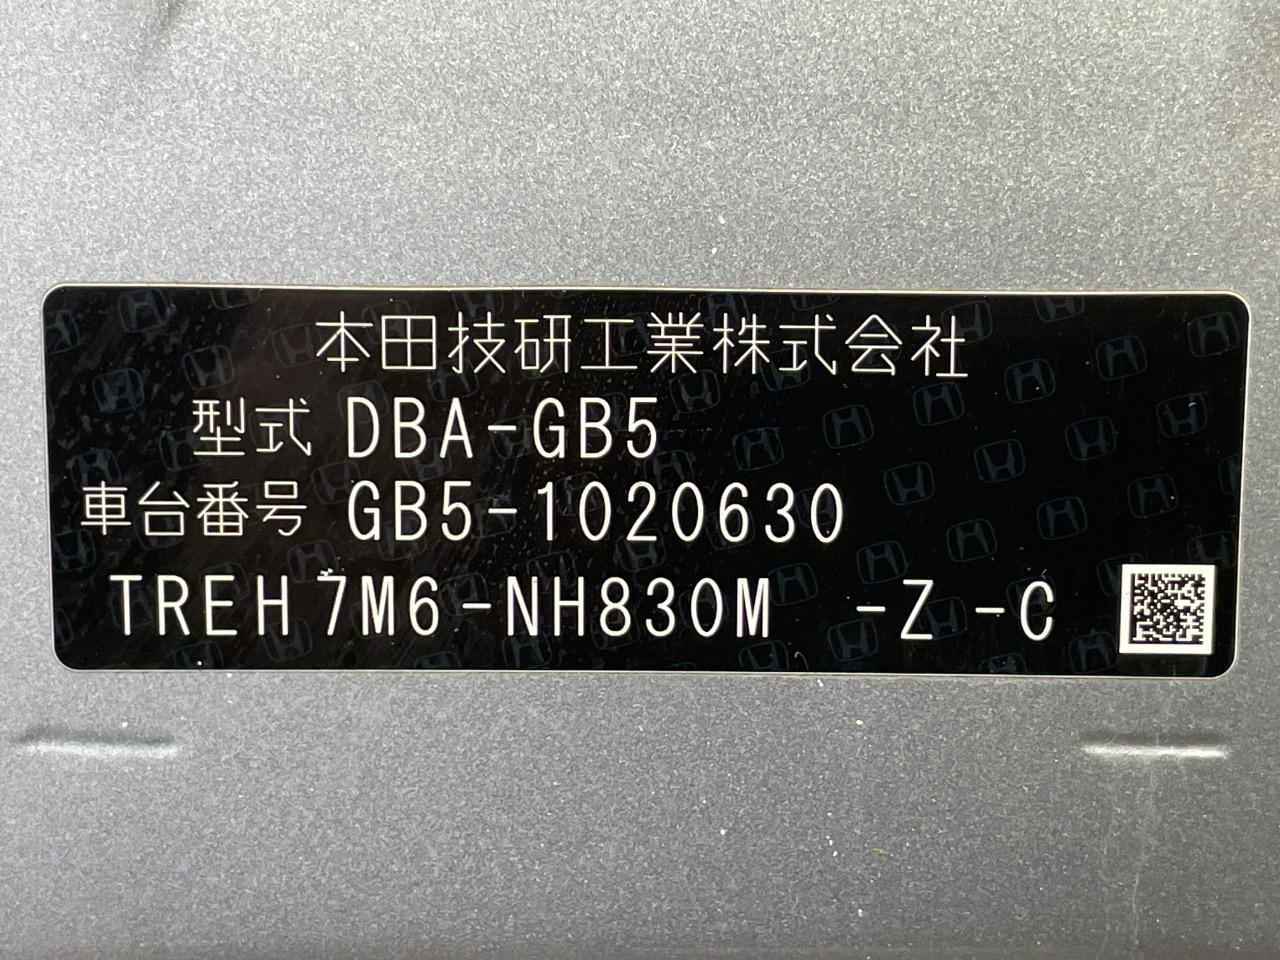 本田技研工業株式会社
型式 DBA-GB5
車台番号 GB5-1020630
TREH7M6-NH830M -Z -C